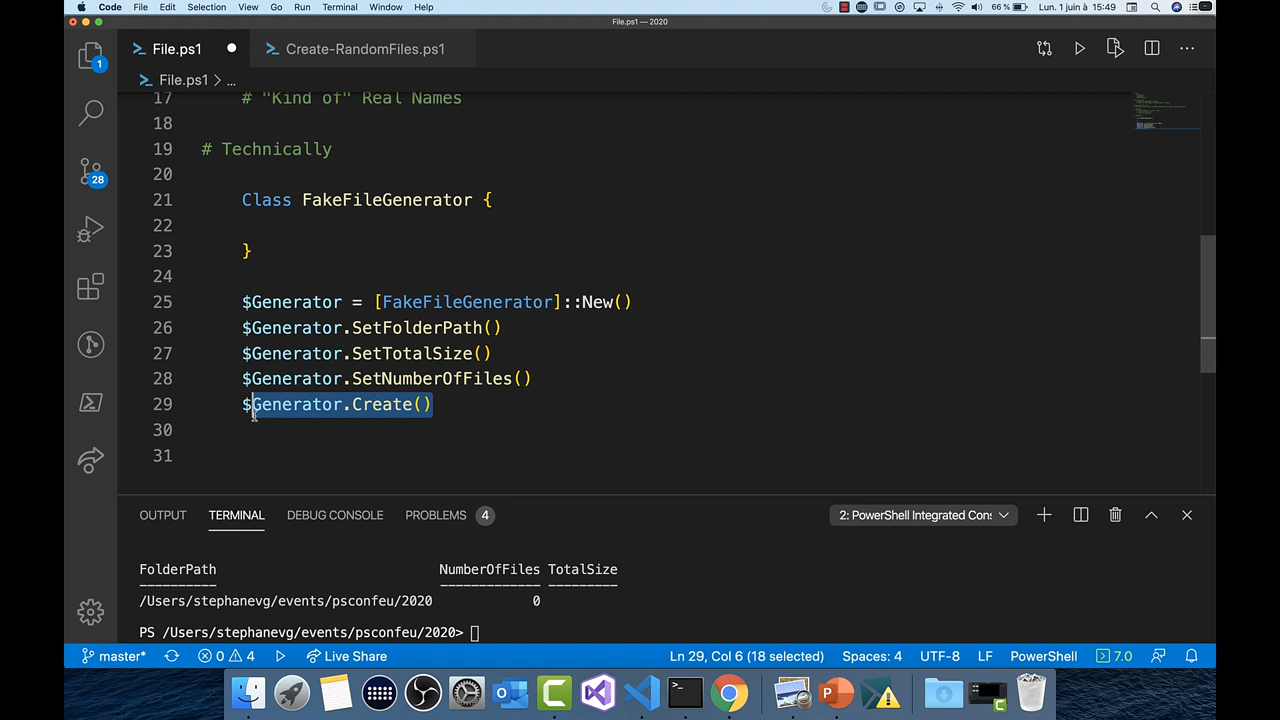 Code File Edit Selection View Go Run Terminal Window Help 66 % Lun. 1 juin à 15:49
File.ps1 — 2020
File.ps1 Create-RandomFiles.ps1
File.ps1 > ...
17 # "Kind of" Real Names
18
19 # Technically
20
21 Class FakeFileGenerator {
22
23 }
24
25 $Generator = [FakeFileGenerator]::New()
26 $Generator.SetFolderPath()
27 $Generator.SetTotalSize()
28 $Generator.SetNumberOfFiles()
29 $Generator.Create()
30
31
1
28
OUTPUT TERMINAL DEBUG CONSOLE PROBLEMS 4 2: PowerShell Integrated Cons
FolderPath NumberOfFiles TotalSize
---------- ------------- ---------
/Users/stephanevg/events/psconfeu/2020 0
PS /Users/stephanevg/events/psconfeu/2020>
master* 0 4 Live Share Ln 29, Col 6 (18 selected) Spaces: 4 UTF-8 LF PowerShell 7.0